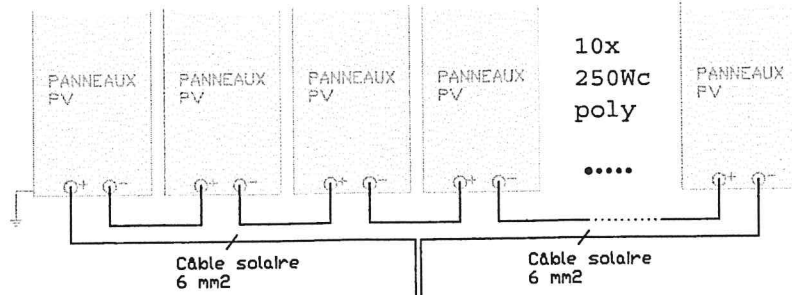 PANNEAUX
PV
PANNEAUX
PV
PANNEAUX
PV
PANNEAUX
PV
10x
250Wc
poly
PANNEAUX
PV
+ -
+ -
+ -
+ -
+ -
Câble solaire
6 mm2
Câble solaire
6 mm2